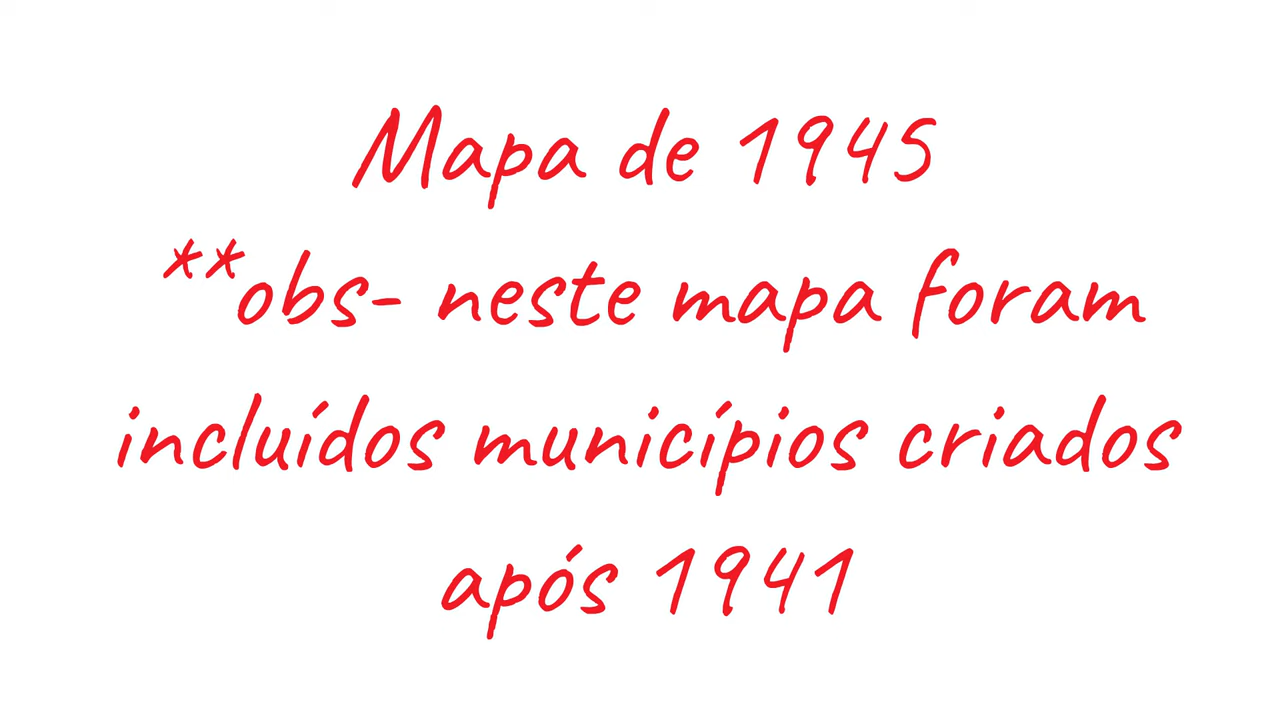 Mapa de 1945
**obs- neste mapa foram
incluídos municípios criados
após 1941